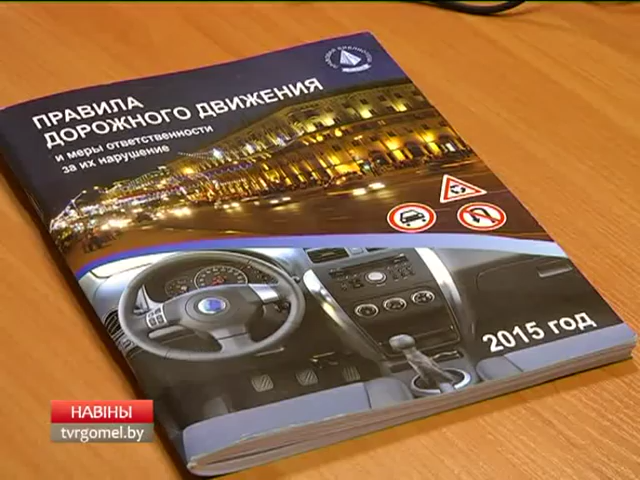 ПРАВИЛА
ДОРОЖНОГО ДВИЖЕНИЯ
и меры ответственности
за их нарушение
2015 год
НАВІНЫ
tvrgomel.by